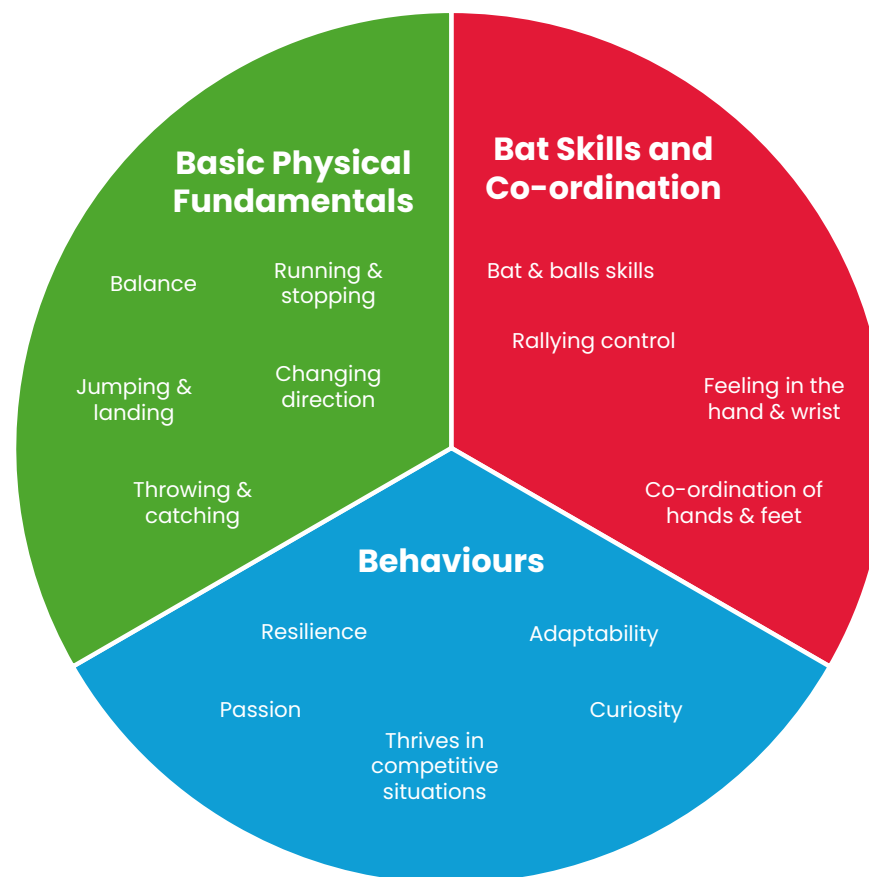 Basic Physical
Fundamentals
Balance
Running &
stopping
Jumping &
landing
Changing
direction
Throwing &
catching
Bat Skills and
Co-ordination
Bat & balls skills
Rallying control
Feeling in the
hand & wrist
Co-ordination of
hands & feet
Behaviours
Resilience
Adaptability
Passion
Curiosity
Thrives in
competitive
situations